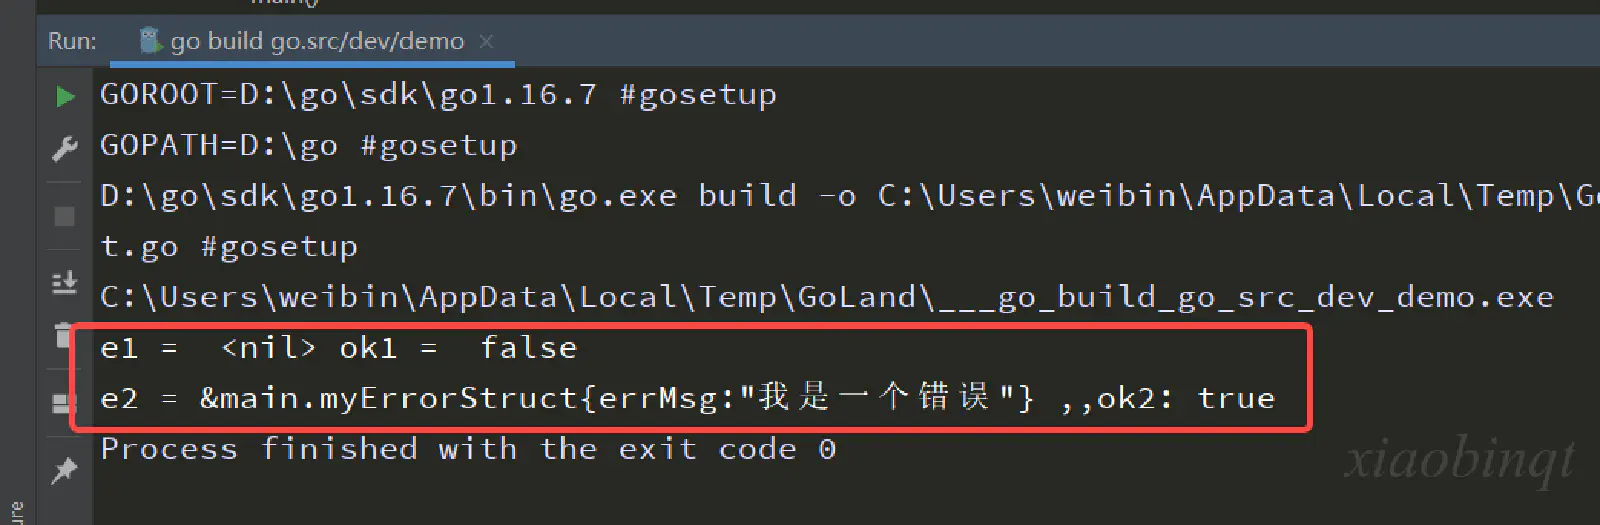 main()
Run: go build go.src/dev/demo ×
GOROOT=D:\go\sdk\go1.16.7 #gosetup
GOPATH=D:\go #gosetup
D:\go\sdk\go1.16.7\bin\go.exe build -o C:\Users\weibin\AppData\Local\Temp\Go
t.go #gosetup
C:\Users\weibin\AppData\Local\Temp\GoLand\___go_build_go_src_dev_demo.exe
e1 =  <nil> ok1 =  false
e2 = &main.myErrorStruct{errMsg:"我是一个错误"} ,,ok2: true
Process finished with the exit code 0
xiaobinqt